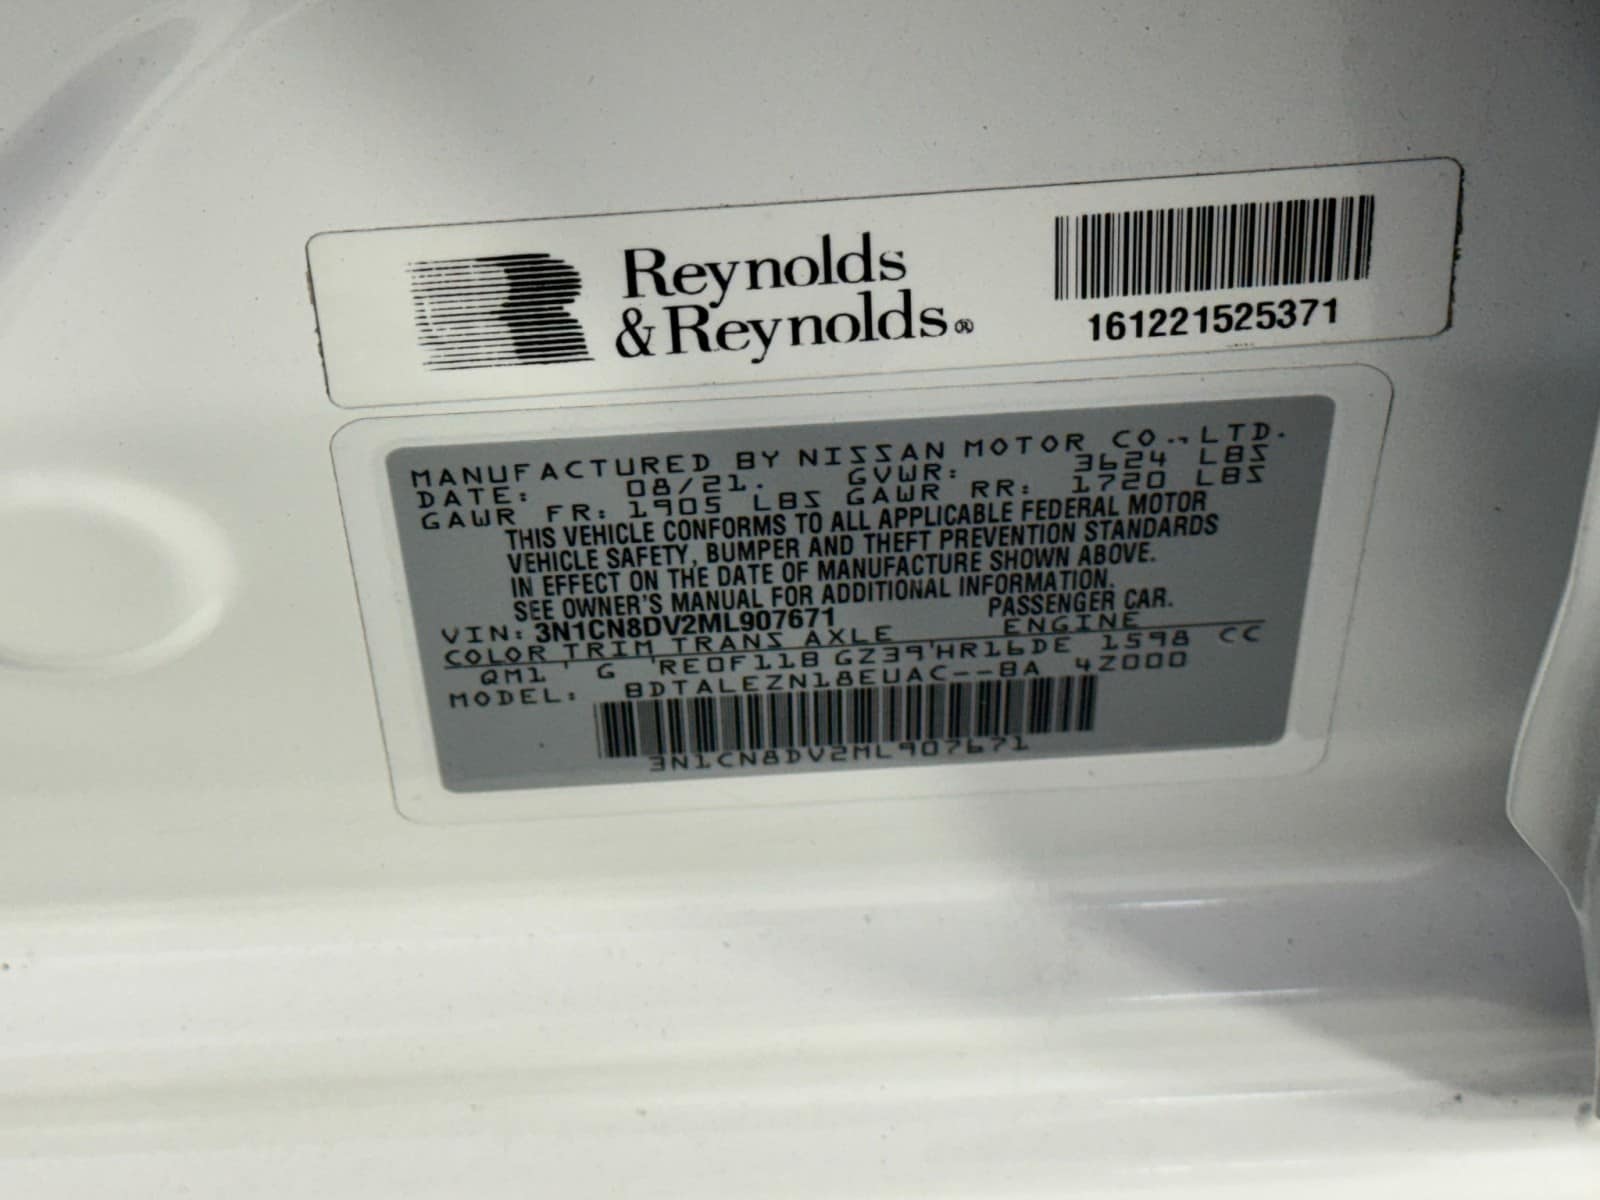 Reynolds
& Reynolds®
161221525371
MANUFACTURED BY NISSAN MOTOR CO., LTD.
DATE: 08/21. GVWR: 3624 LBS
GAWR FR: 1905 LBS GAWR RR: 1720 LBS
THIS VEHICLE CONFORMS TO ALL APPLICABLE FEDERAL MOTOR
VEHICLE SAFETY, BUMPER AND THEFT PREVENTION STANDARDS
IN EFFECT ON THE DATE OF MANUFACTURE SHOWN ABOVE.
SEE OWNER'S MANUAL FOR ADDITIONAL INFORMATION.
VIN: 3N1CN8DV2ML907671 PASSENGER CAR.
COLOR TRIM TRANS AXLE ENGINE
QM1 ' G 'RE0F11B GZ39'HR16DE 1598 CC
MODEL: BDTALEZN18EUAC--BA 4Z000
3N1CN8DV2ML907671